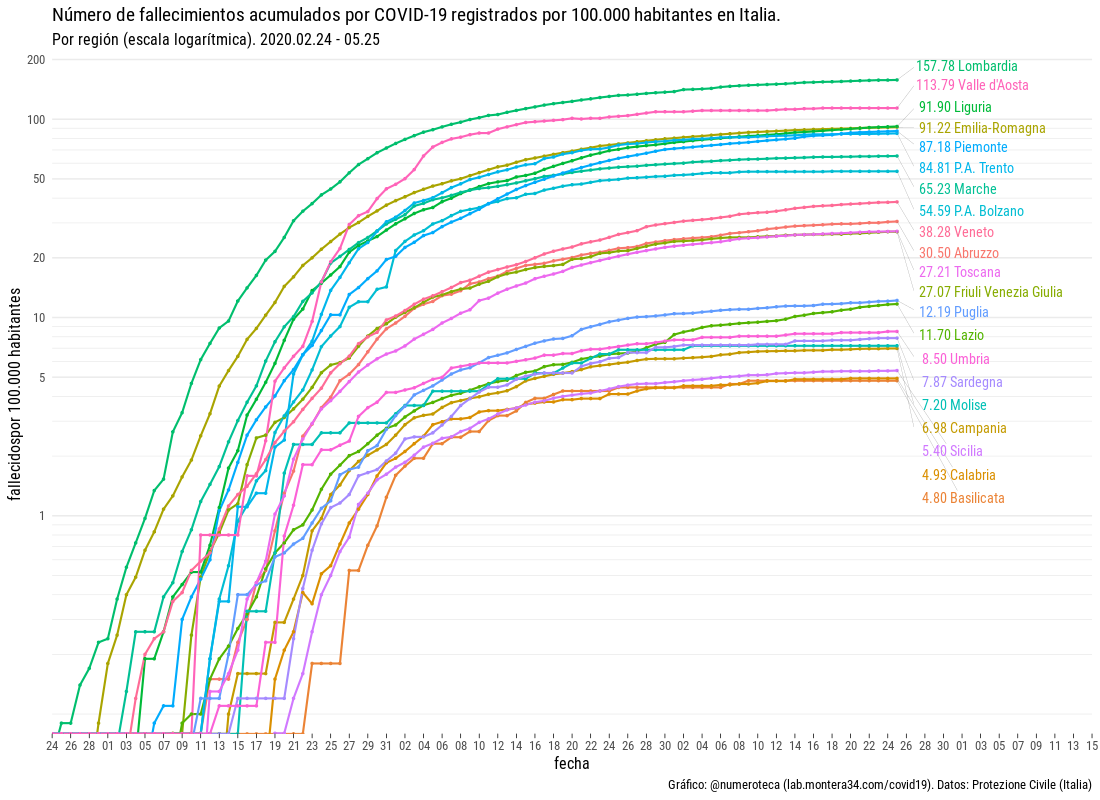 Número de fallecimientos acumulados por COVID-19 registrados por 100.000 habitantes en Italia.
Por región (escala logarítmica). 2020.02.24 - 05.25
fallecidospor 100.000 habitantes
200
100
50
20
10
5
1
157.78 Lombardia
113.79 Valle d'Aosta
91.90 Liguria
91.22 Emilia-Romagna
87.18 Piemonte
84.81 P.A. Trento
65.23 Marche
54.59 P.A. Bolzano
38.28 Veneto
30.50 Abruzzo
27.21 Toscana
27.07 Friuli Venezia Giulia
12.19 Puglia
11.70 Lazio
8.50 Umbria
7.87 Sardegna
7.20 Molise
6.98 Campania
5.40 Sicilia
4.93 Calabria
4.80 Basilicata
24 26 28 01 03 05 07 09 11 13 15 17 19 21 23 25 27 29 31 02 04 06 08 10 12 14 16 18 20 22 24 26 28 30 02 04 06 08 10 12 14 16 18 20 22 24 26 28 30 01 03 05 07 09 11 13 15
fecha
Gráfico: @numeroteca (lab.montera34.com/covid19). Datos: Protezione Civile (Italia)